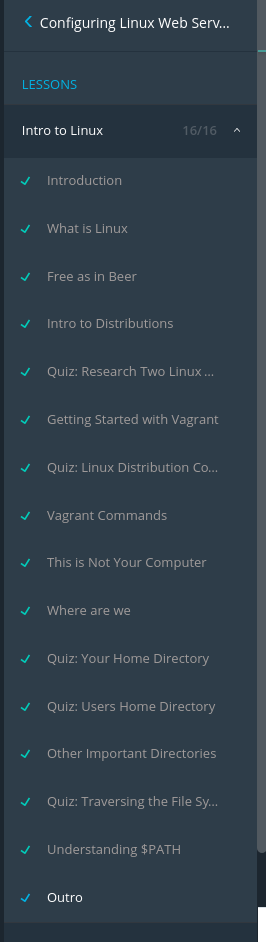 Configuring Linux Web Serv...
LESSONS
Intro to Linux 16/16
Introduction
What is Linux
Free as in Beer
Intro to Distributions
Quiz: Research Two Linux ...
Getting Started with Vagrant
Quiz: Linux Distribution Co...
Vagrant Commands
This is Not Your Computer
Where are we
Quiz: Your Home Directory
Quiz: Users Home Directory
Other Important Directories
Quiz: Traversing the File Sy...
Understanding $PATH
Outro